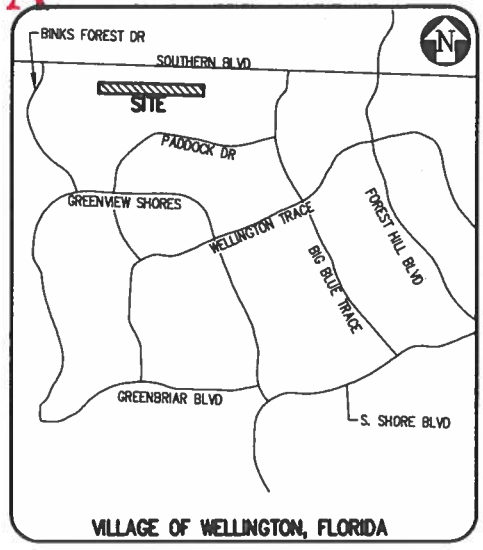 BINKS FOREST DR
N
SOUTHERN BLVD
SITE
PADDOCK DR
GREENVIEW SHORES
WELLINGTON TRACE
FOREST HILL BLVD
BIG BLUE TRACE
GREENBRIAR BLVD
S. SHORE BLVD
VILLAGE OF WELLINGTON, FLORIDA